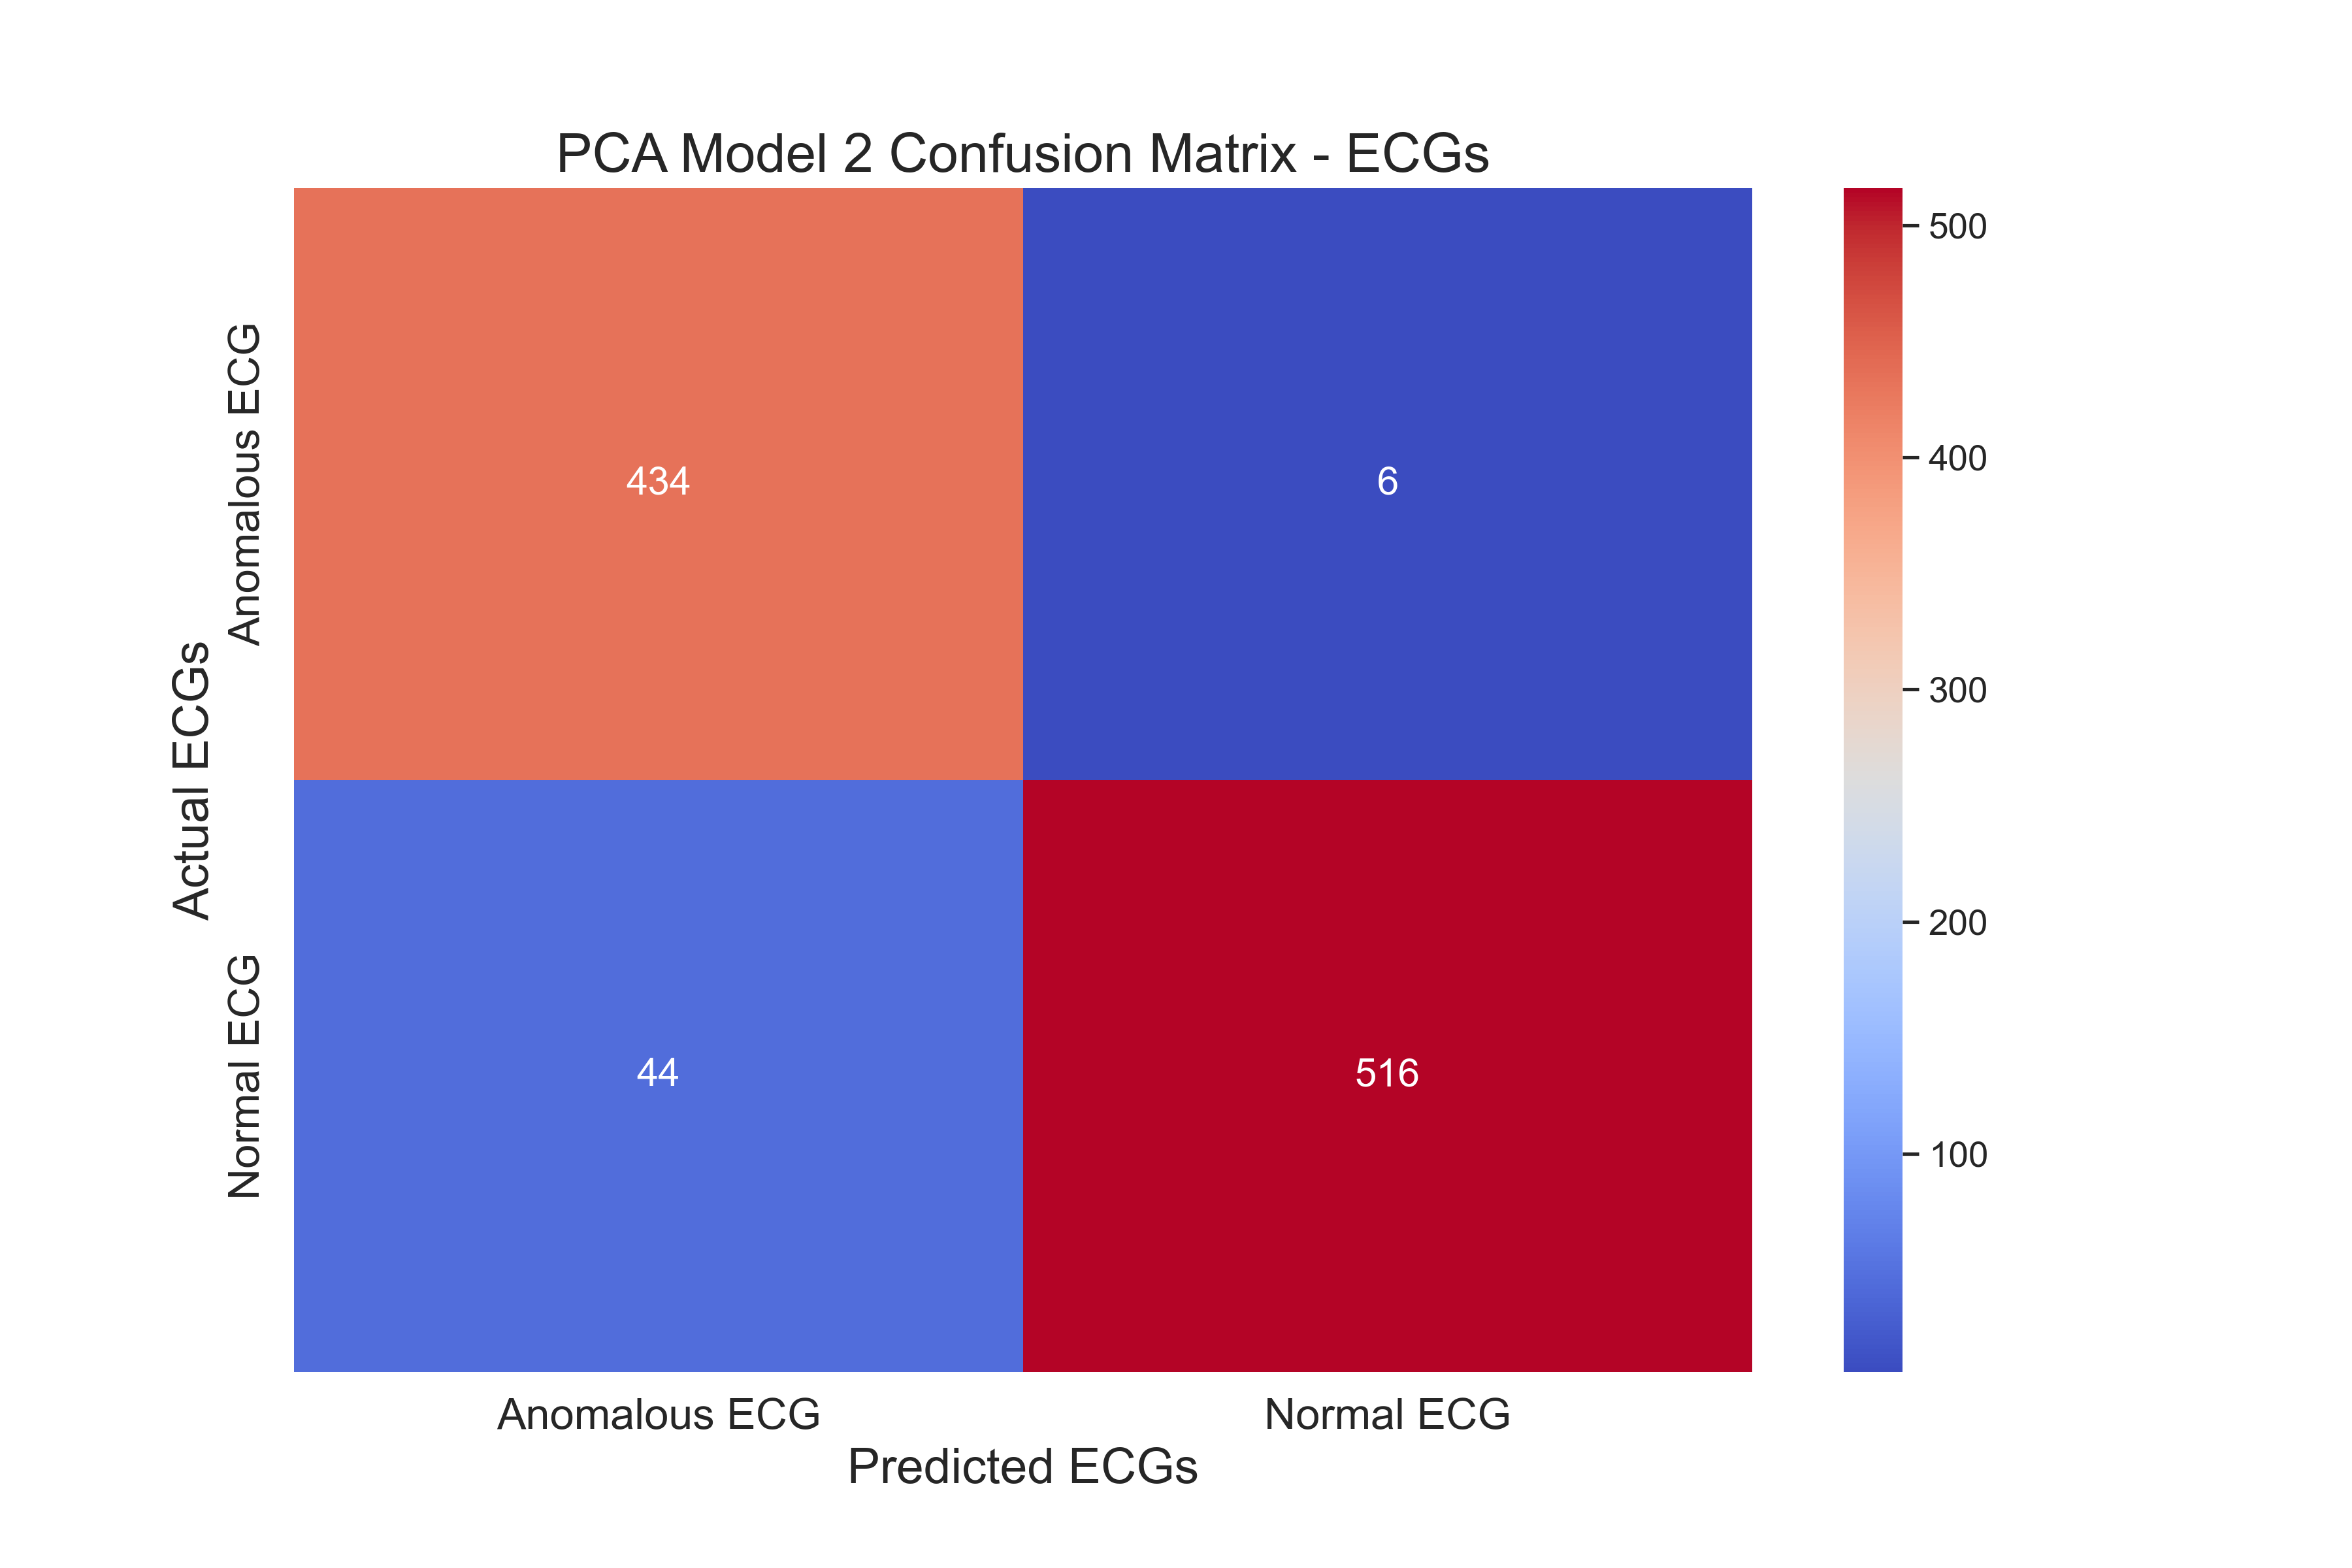 PCA Model 2 Confusion Matrix - ECGs
Actual ECGs
Anomalous ECG
Normal ECG
434
6
44
516
Anomalous ECG
Normal ECG
Predicted ECGs
500
400
300
200
100